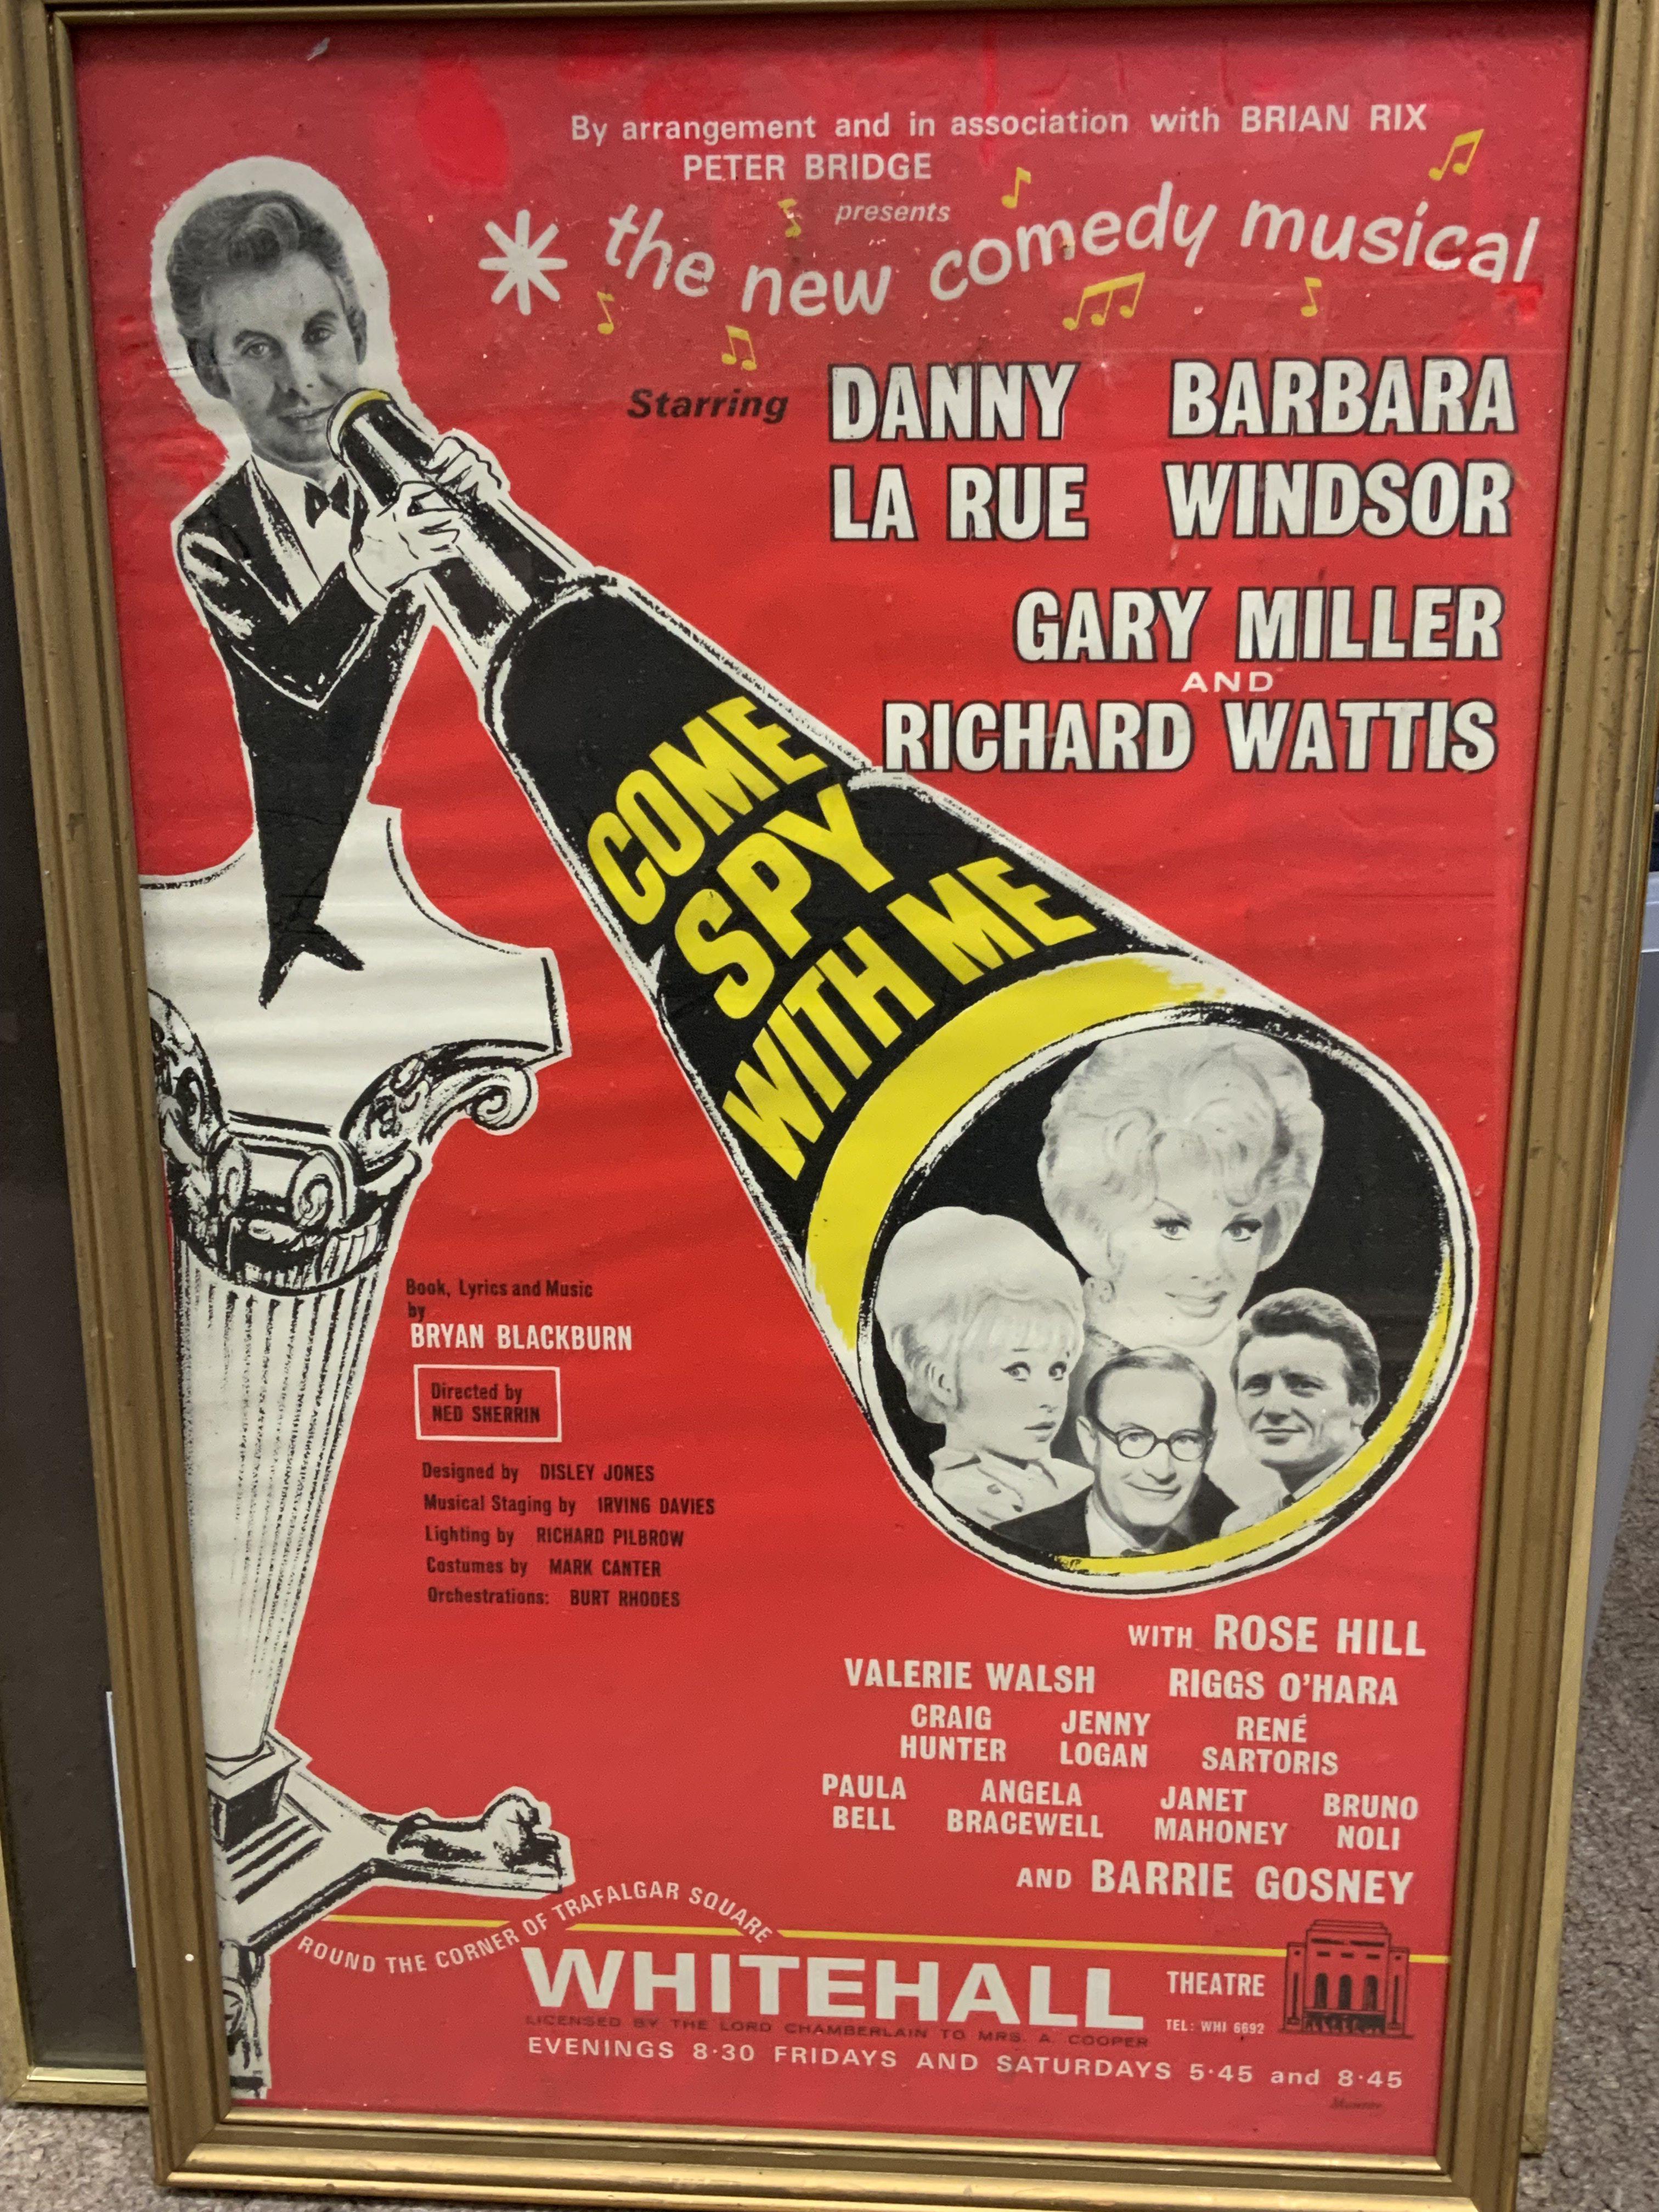 By arrangement and in association with BRIAN RIX
PETER BRIDGE
presents
* the new comedy musical
Starring
DANNY LA RUE
BARBARA WINDSOR
GARY MILLER
AND
RICHARD WATTIS
COME
SPY
WITH ME
Book, Lyrics and Music
by
BRYAN BLACKBURN
Directed by
NED SHERRIN
Designed by DISLEY JONES
Musical Staging by IRVING DAVIES
Lighting by RICHARD PILBROW
Costumes by MARK CANTER
Orchestrations: BURT RHODES
WITH ROSE HILL
VALERIE WALSH RIGGS O'HARA
CRAIG HUNTER
JENNY LOGAN
RENÉ SARTORIS
PAULA BELL
ANGELA BRACEWELL
JANET MAHONEY
BRUNO NOLI
AND BARRIE GOSNEY
ROUND THE CORNER OF TRAFALGAR SQUARE
WHITEHALL
THEATRE
TEL: WHI 6692
LICENSED BY THE LORD CHAMBERLAIN TO MRS. A. COOPER
EVENINGS 8·30 FRIDAYS AND SATURDAYS 5·45 and 8·45